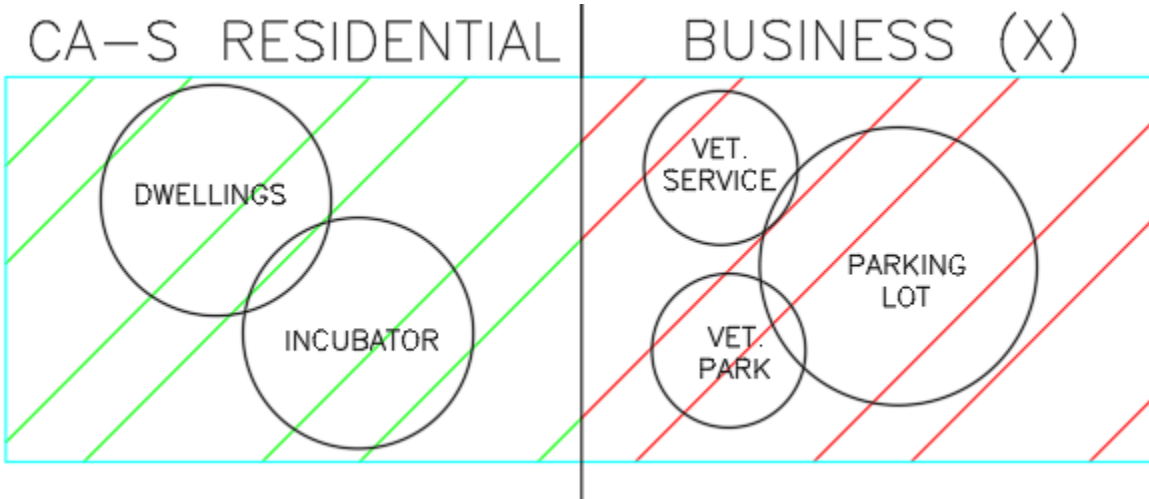 CA-S RESIDENTIAL
BUSINESS (X)
DWELLINGS
INCUBATOR
VET.
SERVICE
PARKING
LOT
VET.
PARK